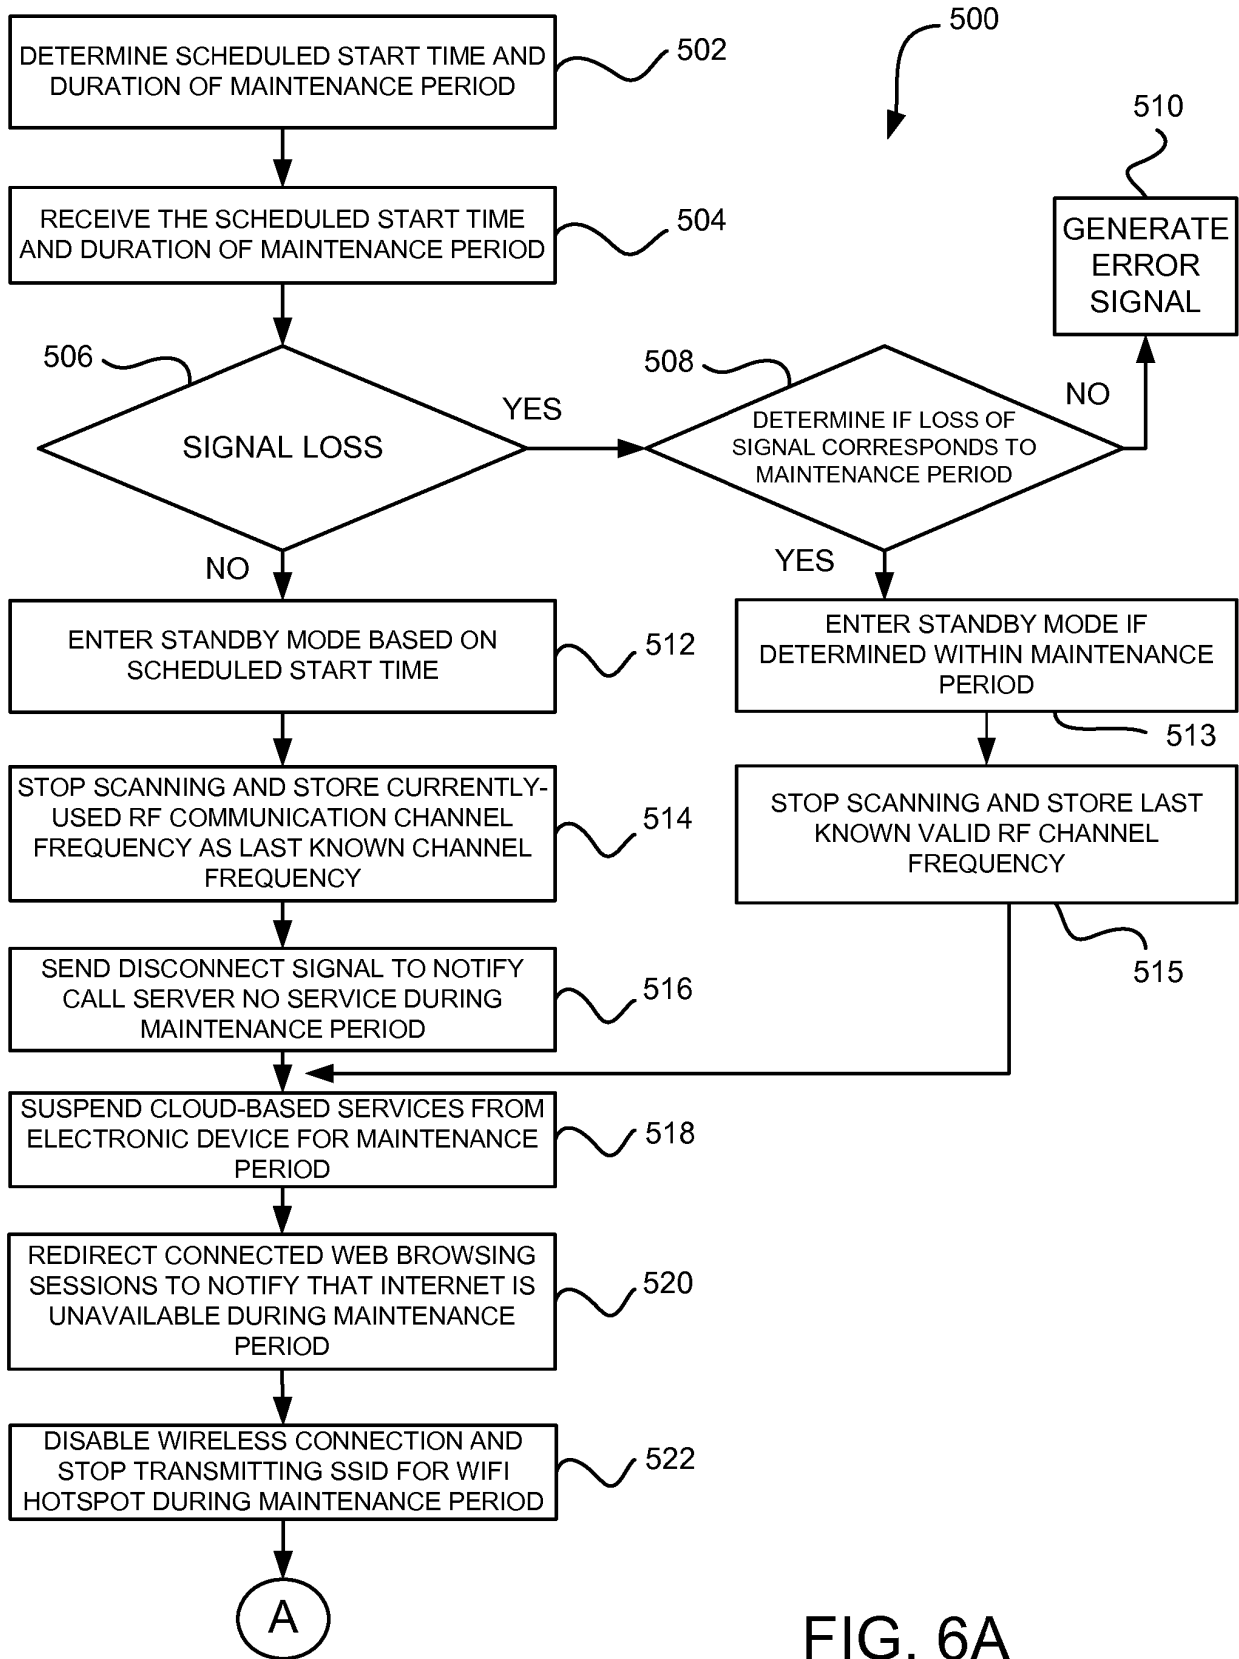 500
DETERMINE SCHEDULED START TIME AND
DURATION OF MAINTENANCE PERIOD
502
510
RECEIVE THE SCHEDULED START TIME
AND DURATION OF MAINTENANCE PERIOD
504
GENERATE
ERROR
SIGNAL
506
SIGNAL LOSS
YES
NO
508
DETERMINE IF LOSS OF
SIGNAL CORRESPONDS TO
MAINTENANCE PERIOD
NO
YES
ENTER STANDBY MODE BASED ON
SCHEDULED START TIME
512
ENTER STANDBY MODE IF
DETERMINED WITHIN MAINTENANCE
PERIOD
513
STOP SCANNING AND STORE CURRENTLY-
USED RF COMMUNICATION CHANNEL
FREQUENCY AS LAST KNOWN CHANNEL
FREQUENCY
514
STOP SCANNING AND STORE LAST
KNOWN VALID RF CHANNEL
FREQUENCY
515
SEND DISCONNECT SIGNAL TO NOTIFY
CALL SERVER NO SERVICE DURING
MAINTENANCE PERIOD
516
SUSPEND CLOUD-BASED SERVICES FROM
ELECTRONIC DEVICE FOR MAINTENANCE
PERIOD
518
REDIRECT CONNECTED WEB BROWSING
SESSIONS TO NOTIFY THAT INTERNET IS
UNAVAILABLE DURING MAINTENANCE
PERIOD
520
DISABLE WIRELESS CONNECTION AND
STOP TRANSMITTING SSID FOR WIFI
HOTSPOT DURING MAINTENANCE PERIOD
522
A
FIG. 6A